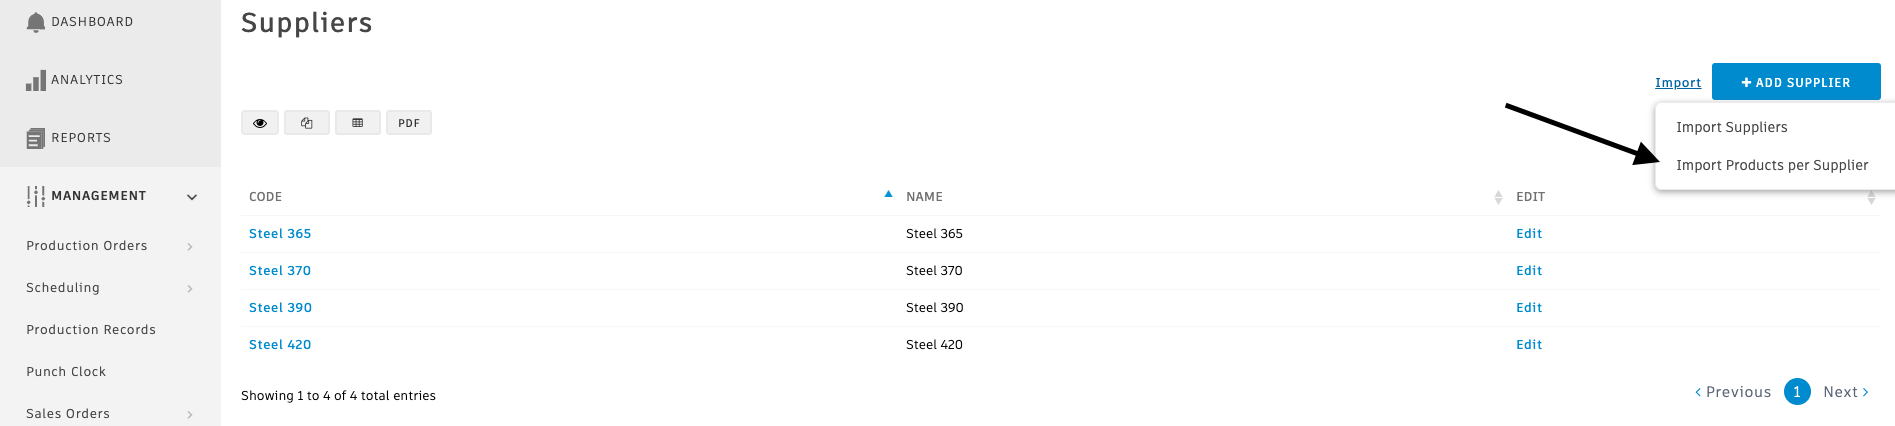 DASHBOARD
ANALYTICS
REPORTS
MANAGEMENT
Production Orders
Scheduling
Production Records
Punch Clock
Sales Orders
Suppliers
Import
+ ADD SUPPLIER
Import Suppliers
Import Products per Supplier
PDF
CODE NAME EDIT
Steel 365 Steel 365 Edit
Steel 370 Steel 370 Edit
Steel 390 Steel 390 Edit
Steel 420 Steel 420 Edit
Showing 1 to 4 of 4 total entries
‹ Previous 1 Next ›